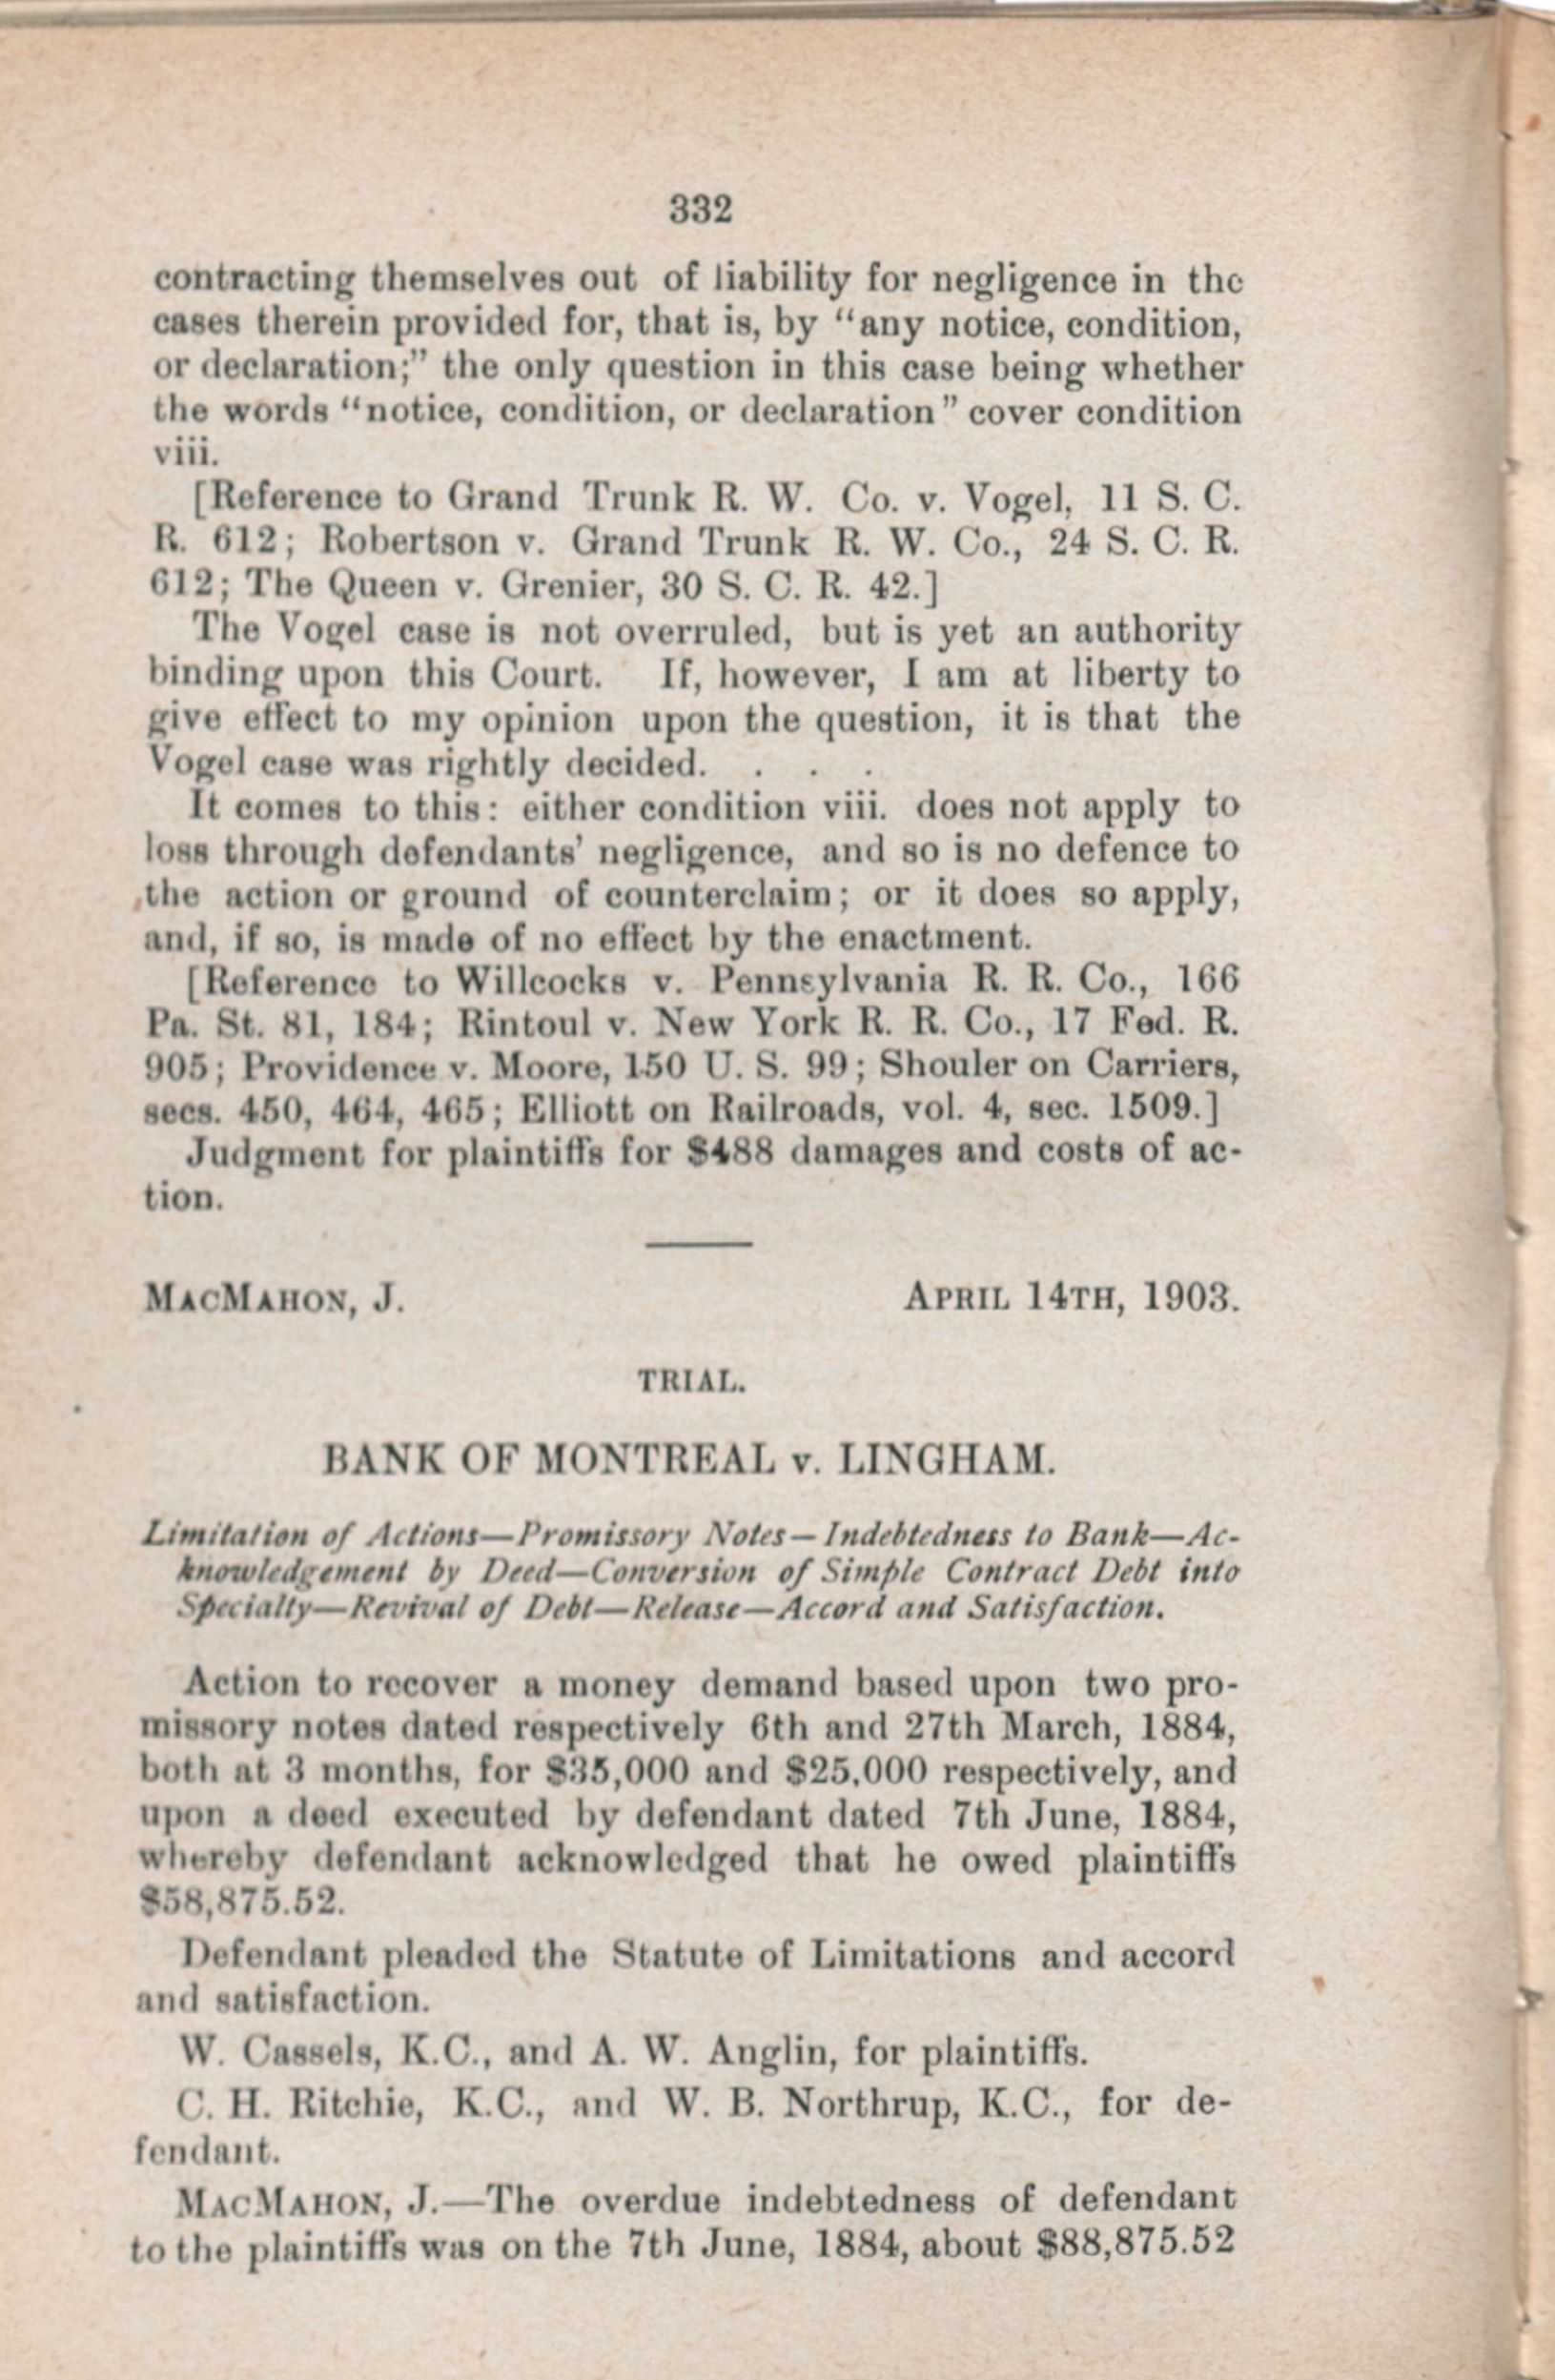 332
contracting themselves out of liability for negligence in the
cases therein provided for, that is, by "any notice, condition,
or declaration;" the only question in this case being whether
the words "notice, condition, or declaration" cover condition
viii.
[Reference to Grand Trunk R. W. Co. v. Vogel, 11 S. C.
R. 612; Robertson v. Grand Trunk R. W. Co., 24 S. C. R.
612; The Queen v. Grenier, 30 S. C. R. 42.]
The Vogel case is not overruled, but is yet an authority
binding upon this Court. If, however, I am at liberty to
give effect to my opinion upon the question, it is that the
Vogel case was rightly decided. . . .
It comes to this: either condition viii. does not apply to
loss through defendants' negligence, and so is no defence to
the action or ground of counterclaim; or it does so apply,
and, if so, is made of no effect by the enactment.
[Reference to Willcocks v. Pennsylvania R. R. Co., 166
Pa. St. 81, 184; Rintoul v. New York R. R. Co., 17 Fed. R.
905; Providence v. Moore, 150 U. S. 99; Shouler on Carriers,
secs. 450, 464, 465; Elliott on Railroads, vol. 4, sec. 1509.]
Judgment for plaintiffs for $488 damages and costs of ac-
tion.
MACMAHON, J. APRIL 14TH, 1903.
TRIAL.
BANK OF MONTREAL v. LINGHAM.
Limitation of Actions—Promissory Notes—Indebtedness to Bank—Ac-
knowledgement by Deed—Conversion of Simple Contract Debt into
Specialty—Revival of Debt—Release—Accord and Satisfaction.
Action to recover a money demand based upon two pro-
missory notes dated respectively 6th and 27th March, 1884,
both at 3 months, for $35,000 and $25,000 respectively, and
upon a deed executed by defendant dated 7th June, 1884,
whereby defendant acknowledged that he owed plaintiffs
$58,875.52.
Defendant pleaded the Statute of Limitations and accord
and satisfaction.
W. Cassels, K.C., and A. W. Anglin, for plaintiffs.
C. H. Ritchie, K.C., and W. B. Northrup, K.C., for de-
fendant.
MACMAHON, J.—The overdue indebtedness of defendant
to the plaintiffs was on the 7th June, 1884, about $88,875.52